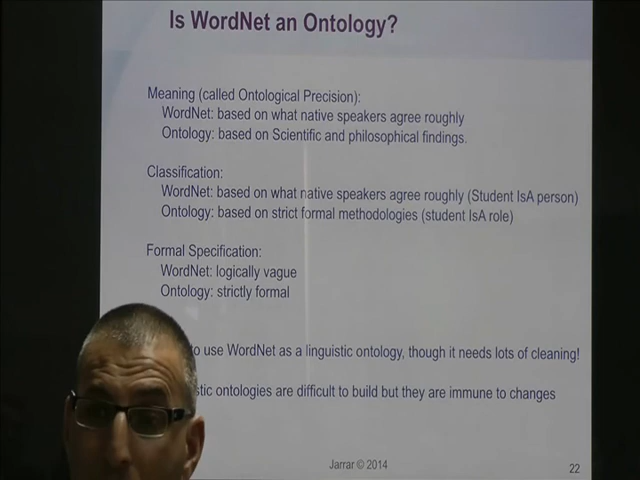 Is WordNet an Ontology?
Meaning (called Ontological Precision):
WordNet: based on what native speakers agree roughly
Ontology: based on Scientific and philosophical findings.
Classification:
WordNet: based on what native speakers agree roughly (Student IsA person)
Ontology: based on strict formal methodologies (student IsA role)
Formal Specification:
WordNet: logically vague
Ontology: strictly formal
to use WordNet as a linguistic ontology, though it needs lots of cleaning!
ontologies are difficult to build but they are immune to changes
Jarrar © 2014
22